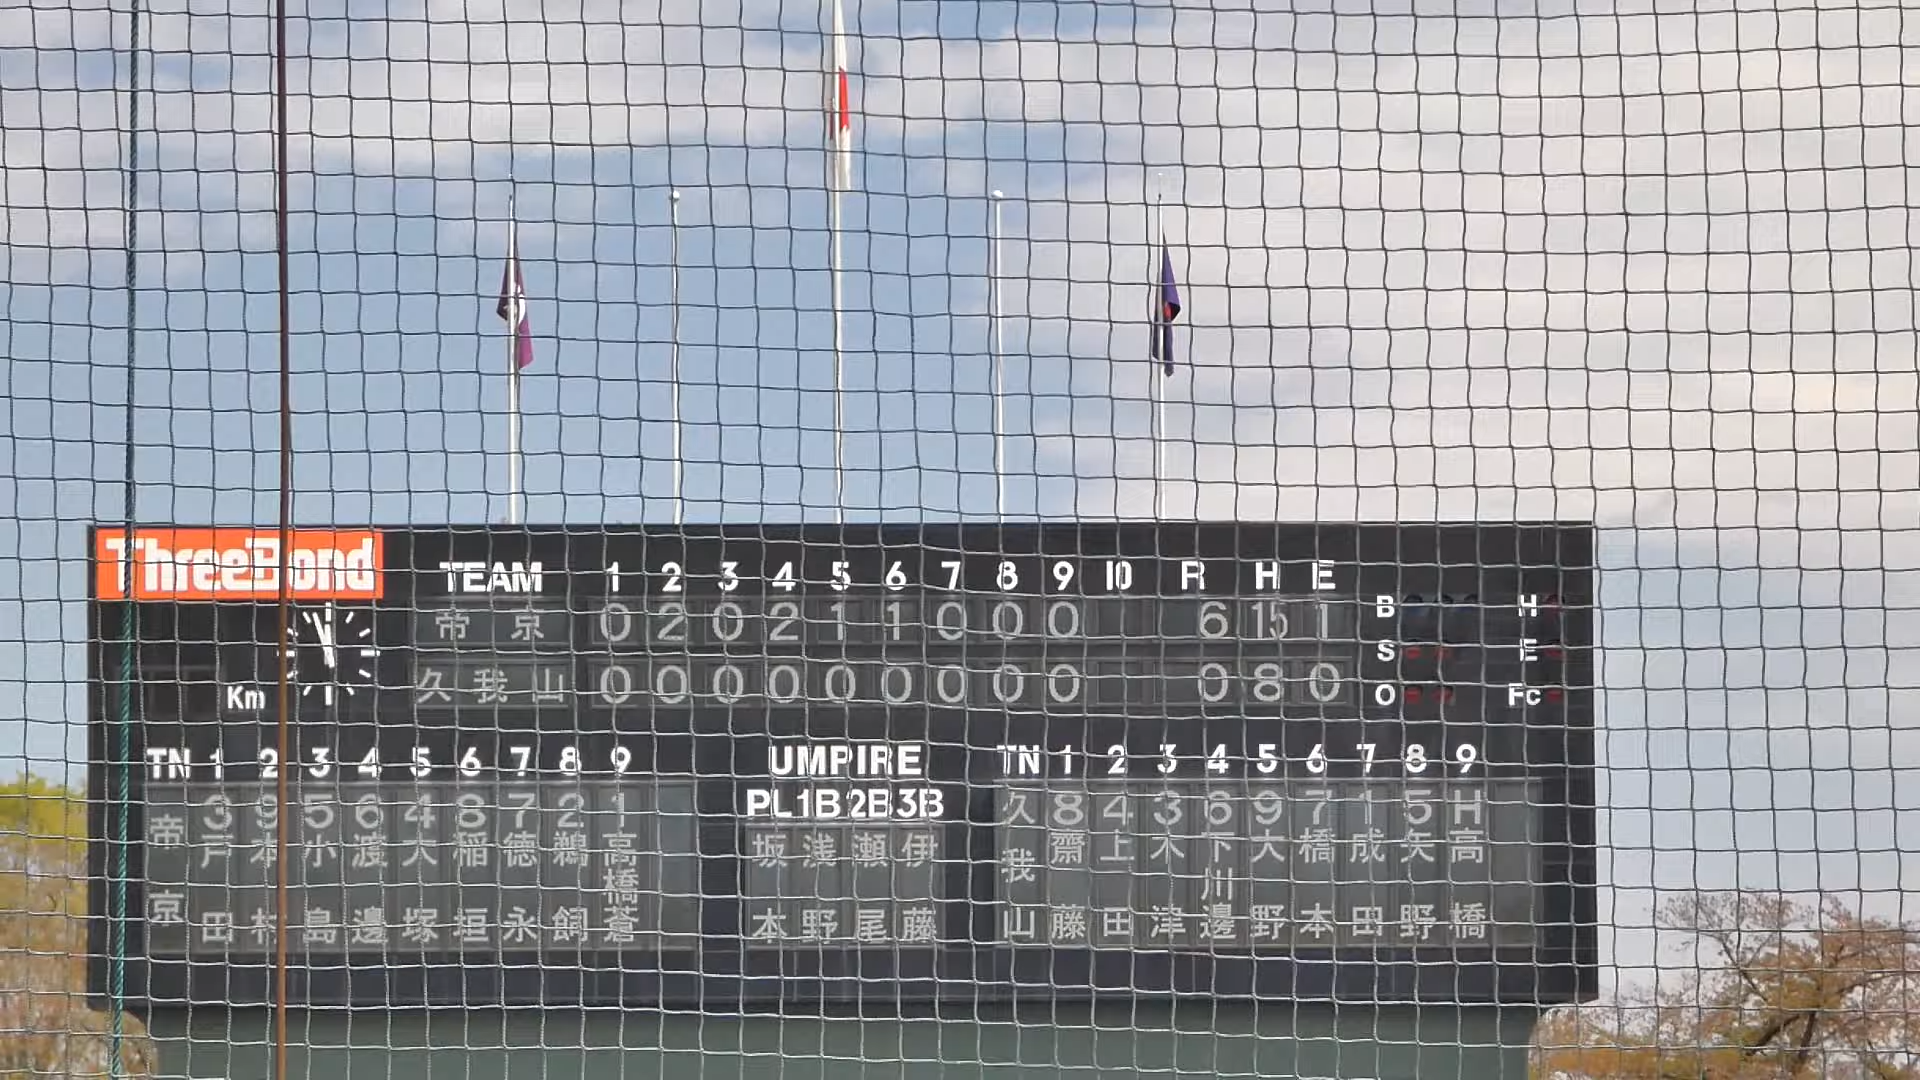 ThreeBond
TEAM 1 2 3 4 5 6 7 8 9 10 R H E
帝京 0 2 0 2 1 1 0 0 0 6 15 1
久我山 0 0 0 0 0 0 0 0 0 0 8 0
B H
S E
O Fc
Km
TN 1 2 3 4 5 6 7 8 9
帝京 3 9 5 6 4 8 7 2 1
戸田 本村 小島 渡邊 大塚 稲垣 徳永 鵜飼 高橋蒼
UMPIRE
PL 1B 2B 3B
坂本 浅野 瀬尾 伊藤
TN 1 2 3 4 5 6 7 8 9
久我山 8 4 3 6 9 7 1 5 H
齋藤 上田 木津 下川邊 大野 橋本 成田 矢野 高橋